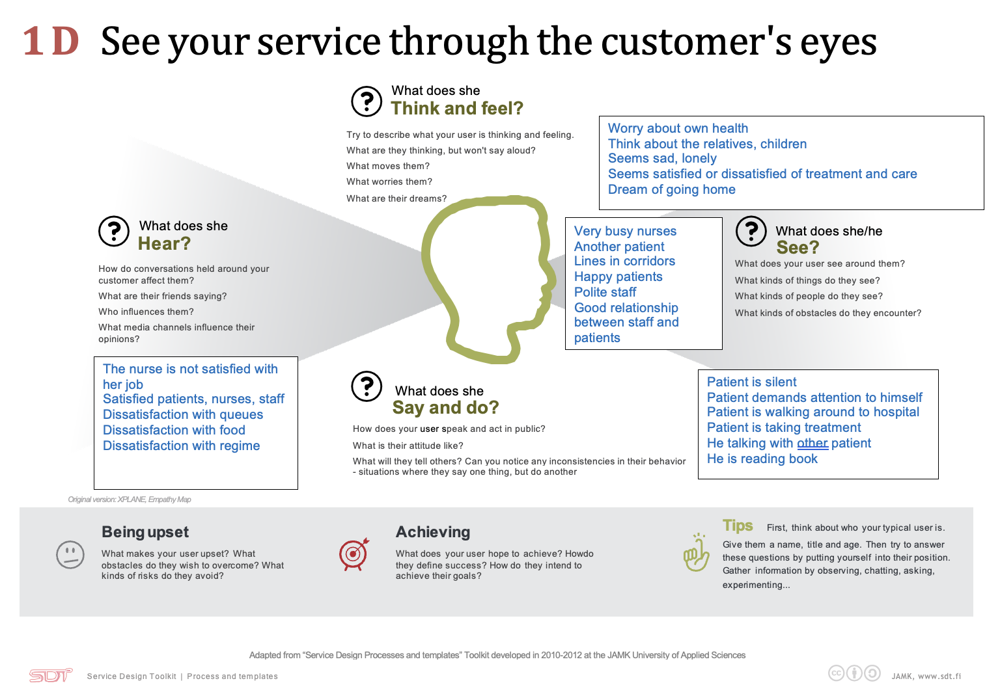 1 D See your service through the customer's eyes
What does she
Think and feel?
Try to describe what your user is thinking and feeling.
What are they thinking, but won't say aloud?
What moves them?
What worries them?
What are their dreams?
Worry about own health
Think about the relatives, children
Seems sad, lonely
Seems satisfied or dissatisfied of treatment and care
Dream of going home
What does she
Hear?
How do conversations held around your
customer affect them?
What are their friends saying?
Who influences them?
What media channels influence their
opinions?
The nurse is not satisfied with
her job
Satisfied patients, nurses, staff
Dissatisfaction with queues
Dissatisfaction with food
Dissatisfaction with regime
Very busy nurses
Another patient
Lines in corridors
Happy patients
Polite staff
Good relationship
between staff and
patients
What does she/he
See?
What does your user see around them?
What kinds of things do they see?
What kinds of people do they see?
What kinds of obstacles do they encounter?
What does she
Say and do?
How does your user speak and act in public?
What is their attitude like?
What will they tell others? Can you notice any inconsistencies in their behavior
- situations where they say one thing, but do another
Patient is silent
Patient demands attention to himself
Patient is walking around to hospital
Patient is taking treatment
He talking with other patient
He is reading book
Original version: XPLANE, Empathy Map
Being upset
What makes your user upset? What
obstacles do they wish to overcome? What
kinds of risks do they avoid?
Achieving
What does your user hope to achieve? Howdo
they define success? How do they intend to
achieve their goals?
Tips First, think about who your typical user is.
Give them a name, title and age. Then try to answer
these questions by putting yourself into their position.
Gather information by observing, chatting, asking,
experimenting...
Adapted from “Service Design Processes and templates” Toolkit developed in 2010-2012 at the JAMK University of Applied Sciences
SDT Service Design Toolkit | Process and templates
cc JAMK, www.sdt.fi